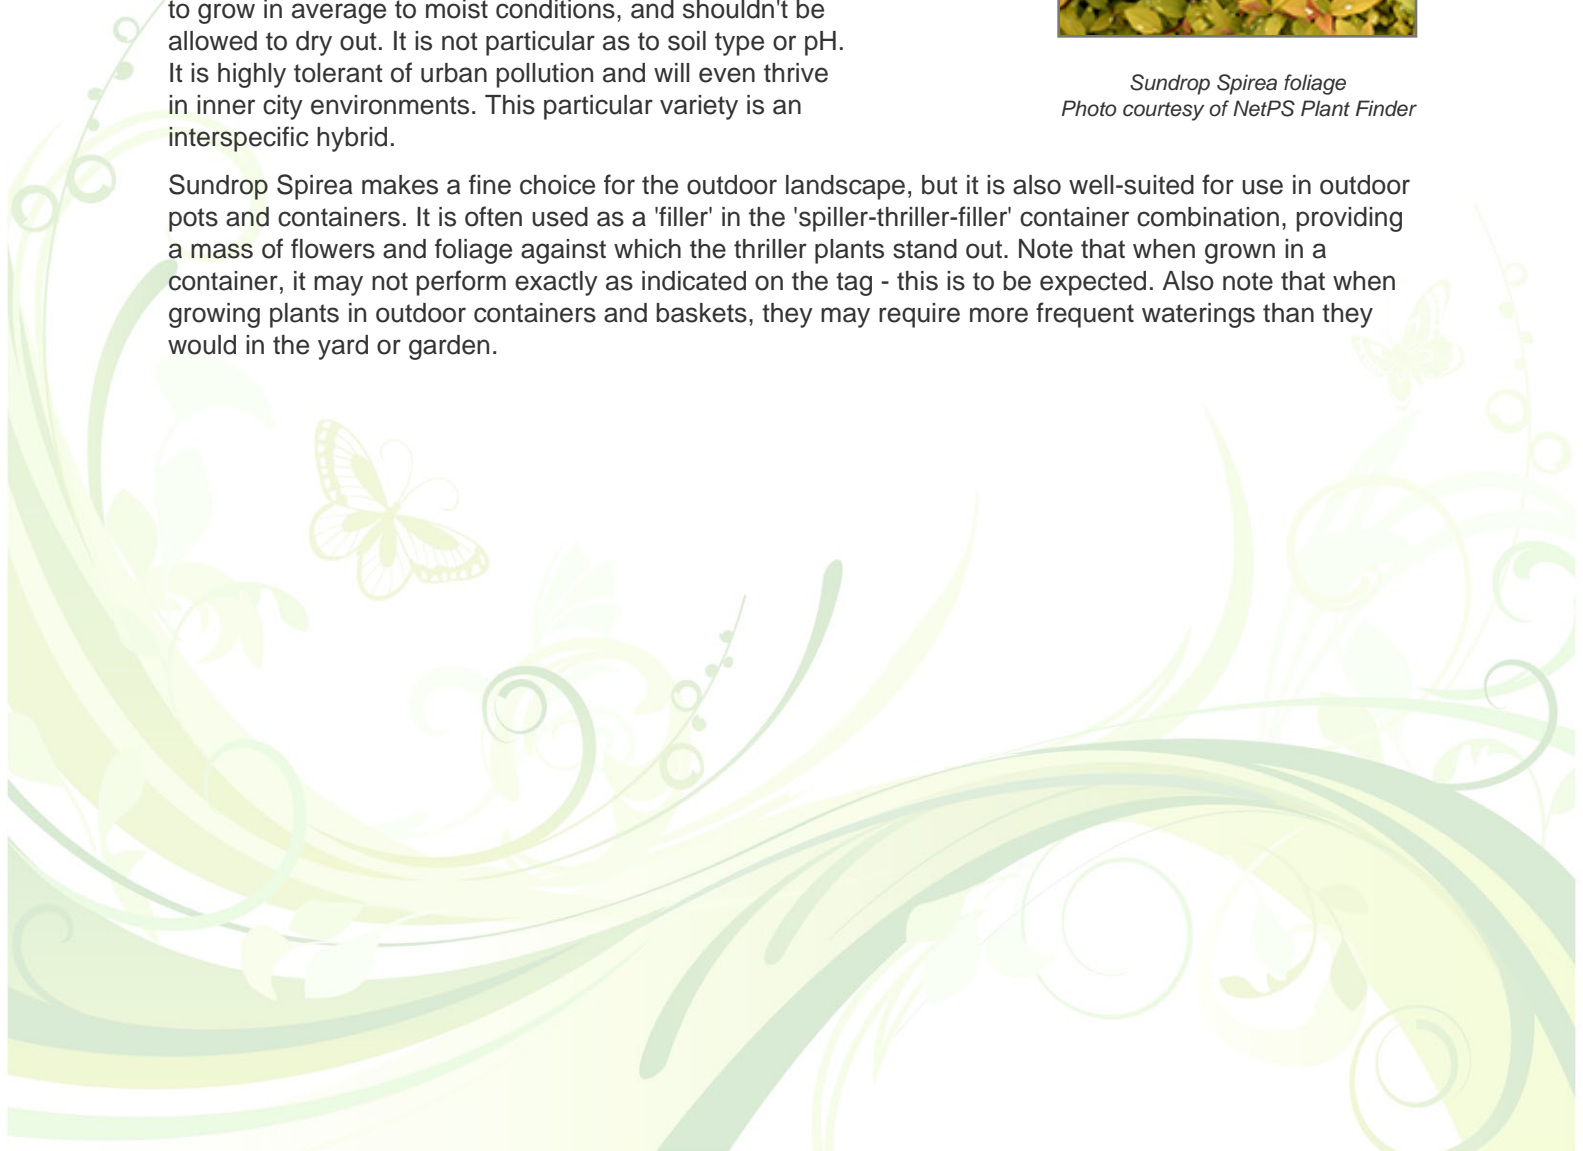 to grow in average to moist conditions, and shouldn't be
allowed to dry out. It is not particular as to soil type or pH.
It is highly tolerant of urban pollution and will even thrive
in inner city environments. This particular variety is an
interspecific hybrid.
Sundrop Spirea foliage
Photo courtesy of NetPS Plant Finder
Sundrop Spirea makes a fine choice for the outdoor landscape, but it is also well-suited for use in outdoor
pots and containers. It is often used as a 'filler' in the 'spiller-thriller-filler' container combination, providing
a mass of flowers and foliage against which the thriller plants stand out. Note that when grown in a
container, it may not perform exactly as indicated on the tag - this is to be expected. Also note that when
growing plants in outdoor containers and baskets, they may require more frequent waterings than they
would in the yard or garden.